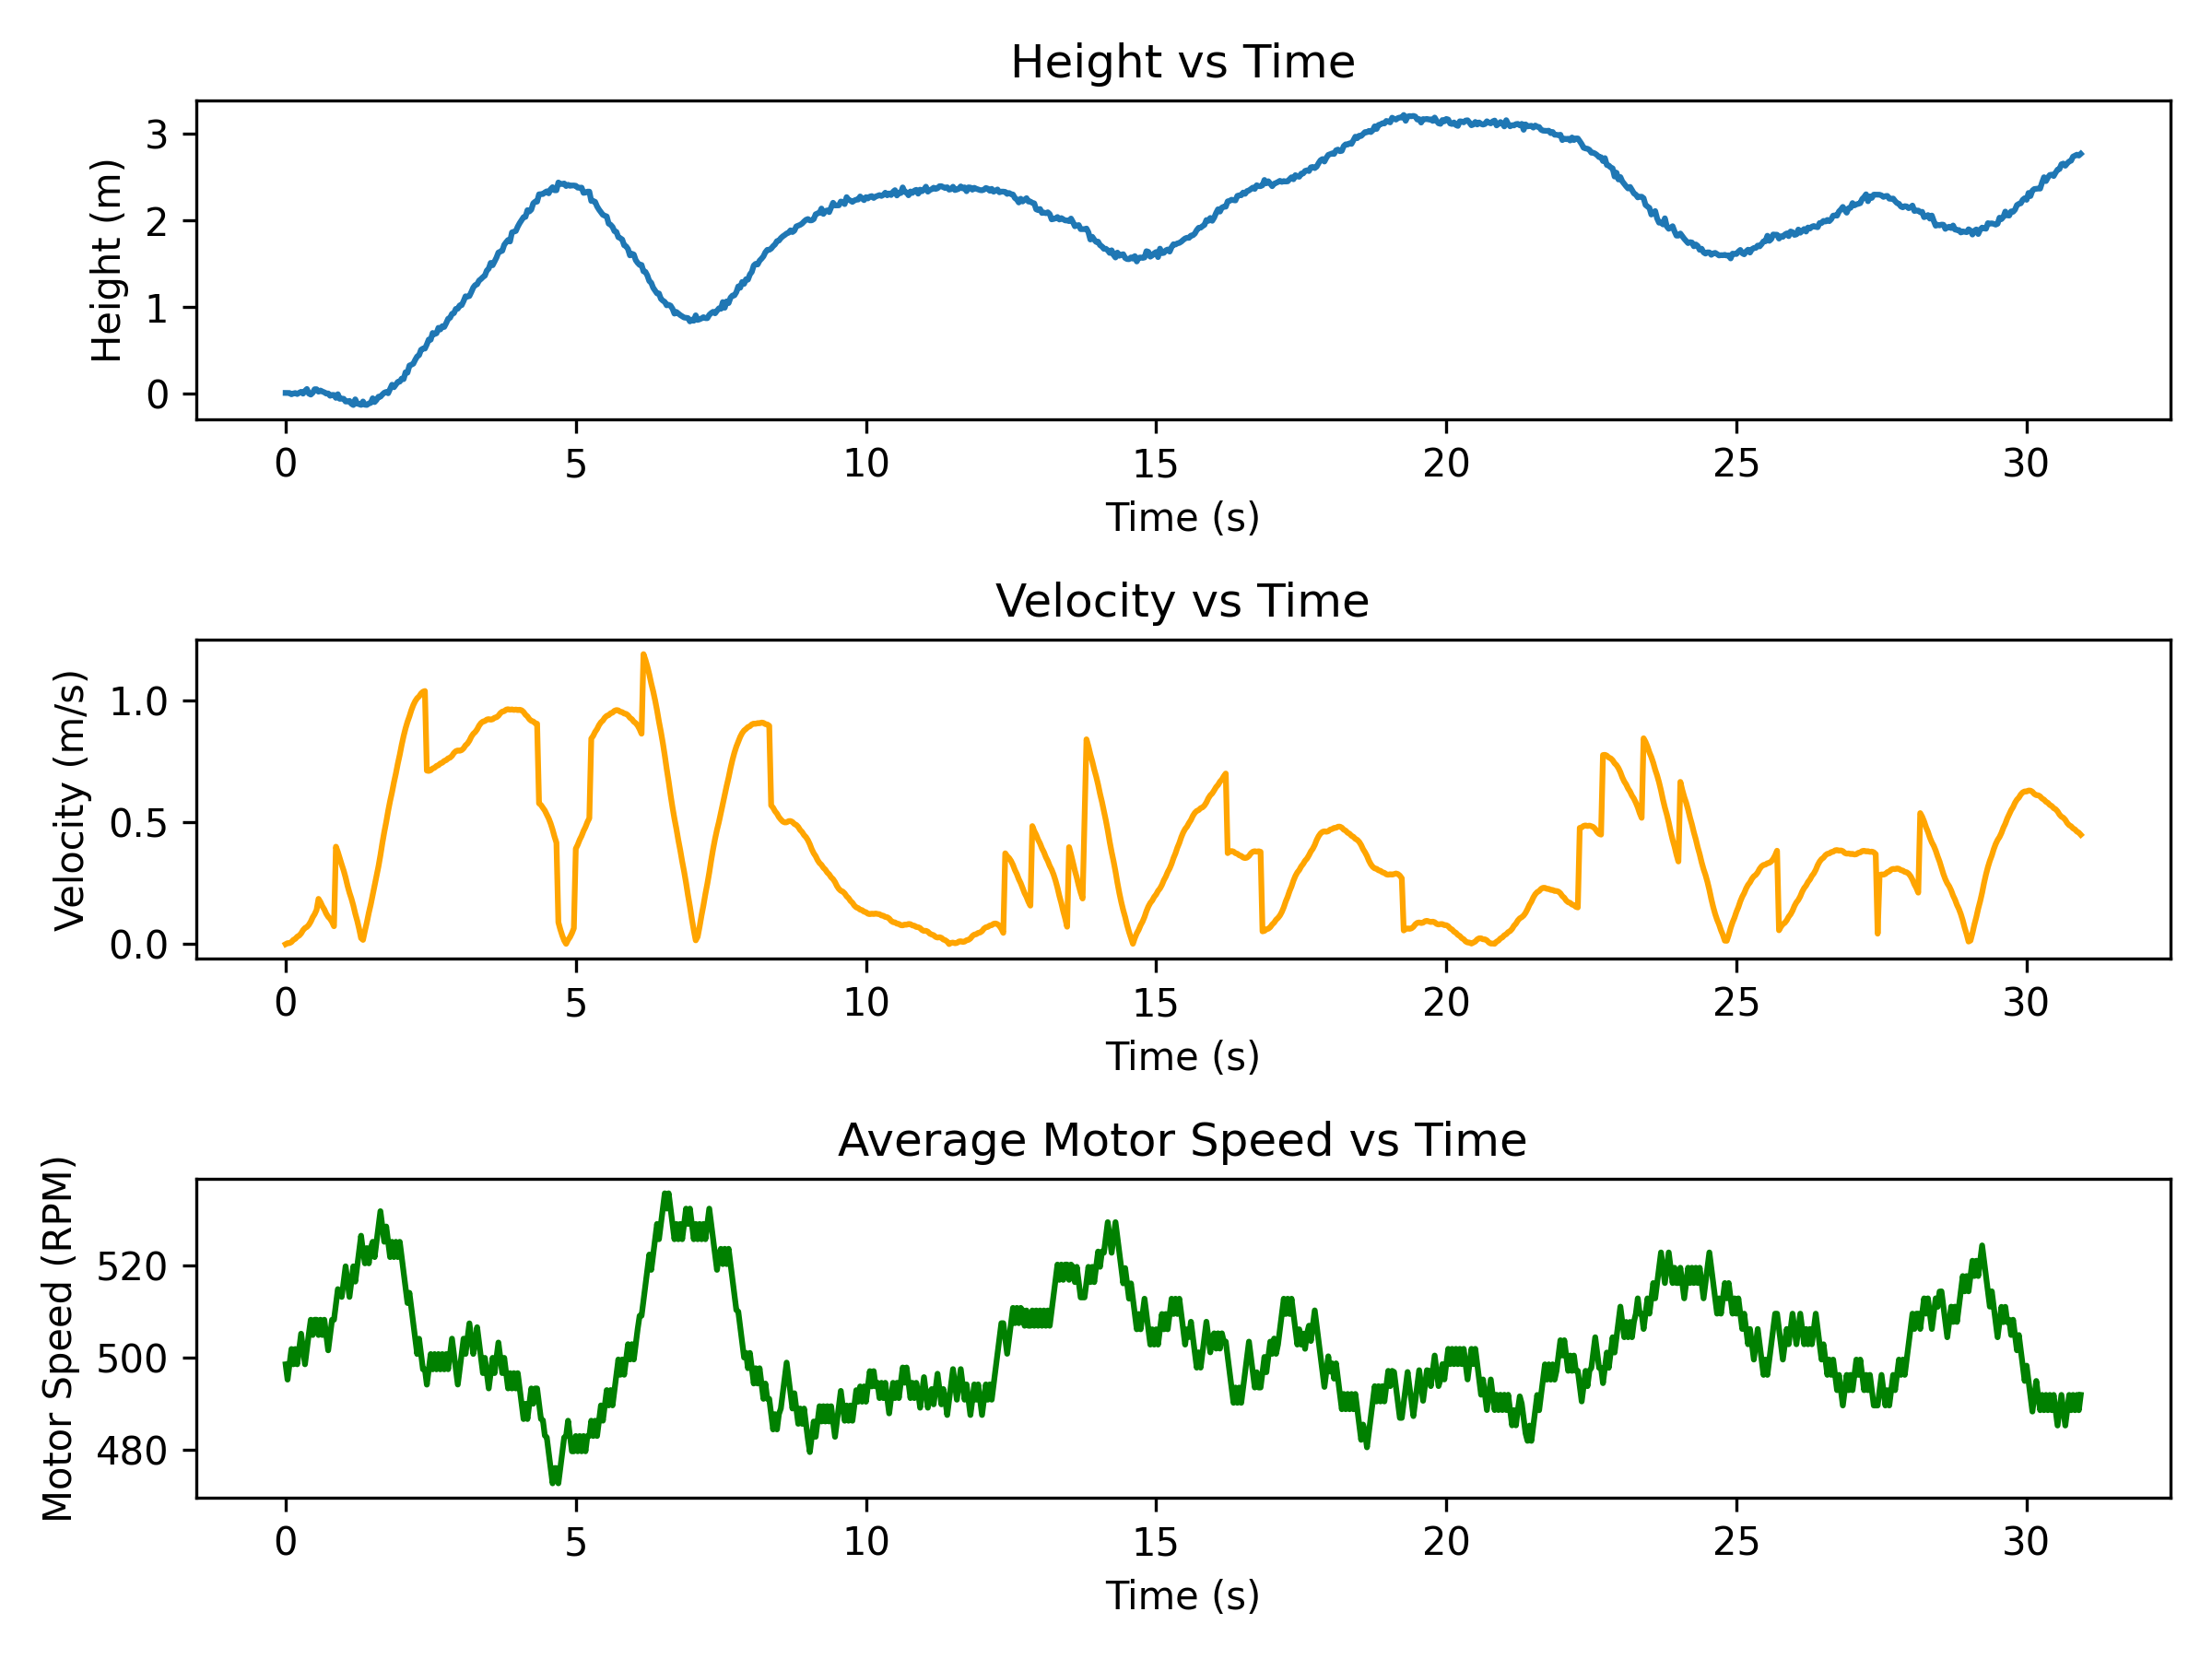 Height vs Time
Height (m)
3
2
1
0
0 5 10 15 20 25 30
Time (s)
Velocity vs Time
Velocity (m/s)
1.0
0.5
0.0
0 5 10 15 20 25 30
Time (s)
Average Motor Speed vs Time
Motor Speed (RPM)
520
500
480
0 5 10 15 20 25 30
Time (s)